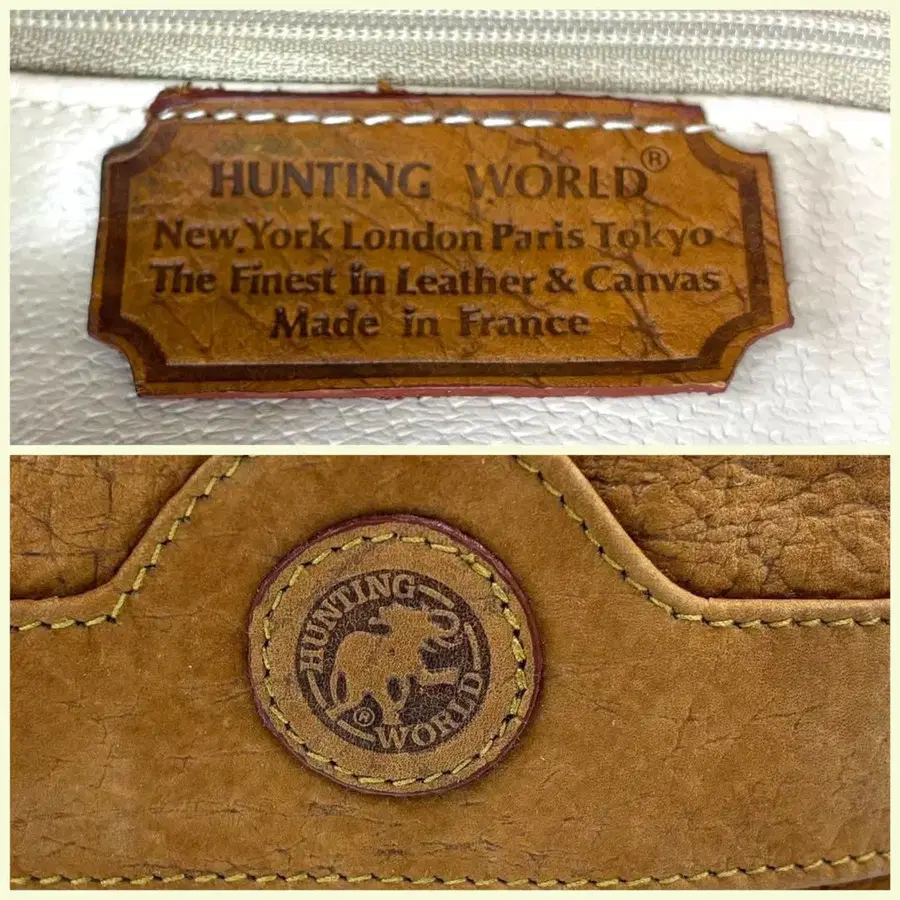 HUNTING WORLD®
New York London Paris Tokyo
The Finest in Leather & Canvas
Made in France
HUNTING
®
WORLD